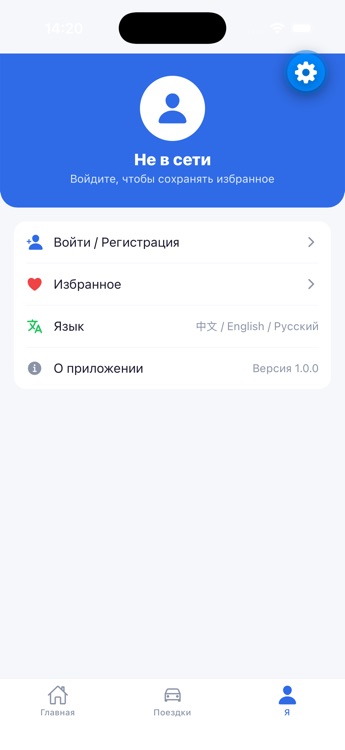 14:20
Не в сети
Войдите, чтобы сохранять избранное
Войти / Регистрация
Избранное
Язык 中文 / English / Русский
О приложении Версия 1.0.0
Главная Поездки Я